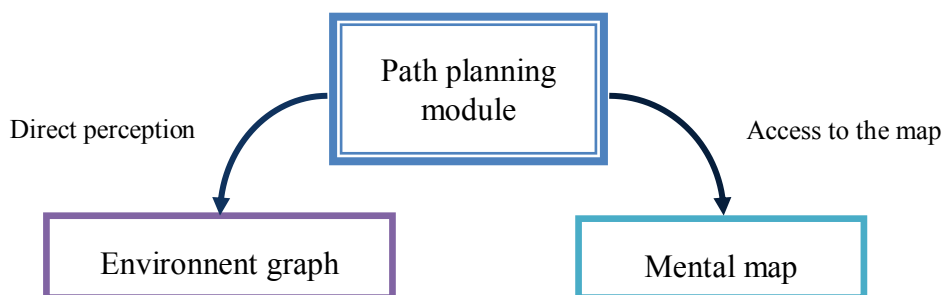 Path planning
module
Direct perception
Access to the map
Environnent graph
Mental map